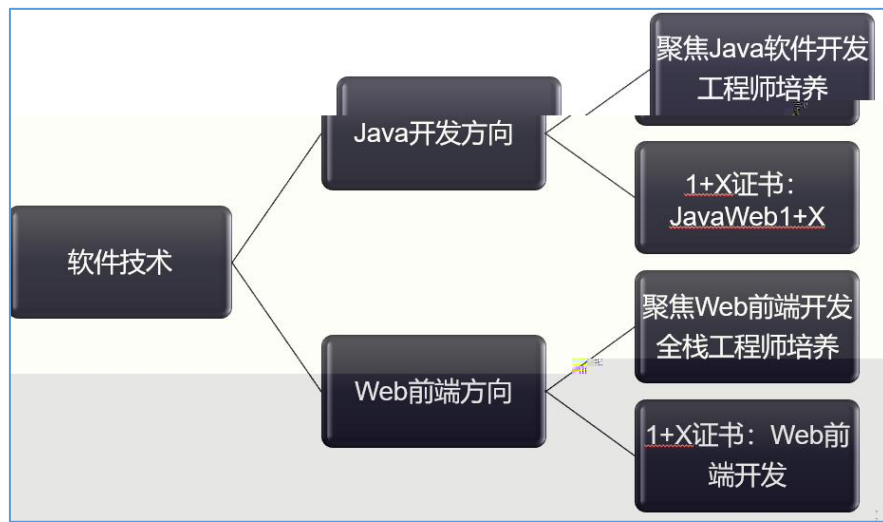 聚焦Java软件开发
工程师培养
Java开发方向
1+X证书：
JavaWeb1+X
软件技术
聚焦Web前端开发
全栈工程师培养
Web前端方向
1+X证书：Web前
端开发